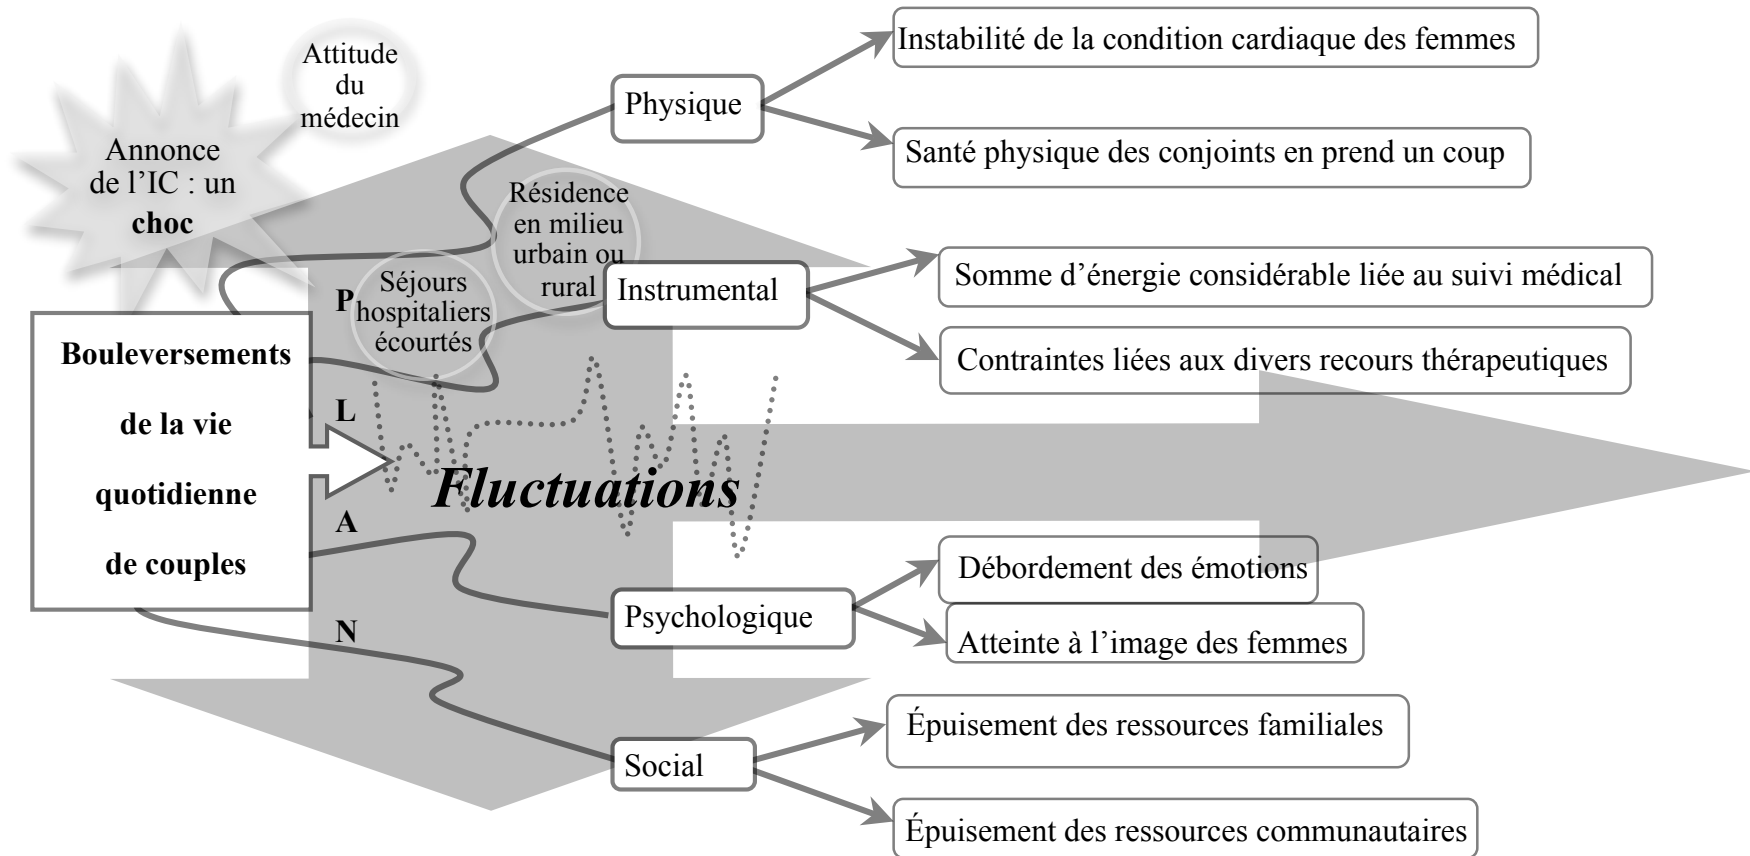 Attitude
du
médecin
Annonce
de l’IC : un
choc
Bouleversements
de la vie
quotidienne
de couples
P
L
A
N
Séjours
hospitaliers
écourtés
Résidence
en milieu
urbain ou
rural
Fluctuations
Physique
Instabilité de la condition cardiaque des femmes
Santé physique des conjoints en prend un coup
Instrumental
Somme d’énergie considérable liée au suivi médical
Contraintes liées aux divers recours thérapeutiques
Psychologique
Débordement des émotions
Atteinte à l’image des femmes
Social
Épuisement des ressources familiales
Épuisement des ressources communautaires